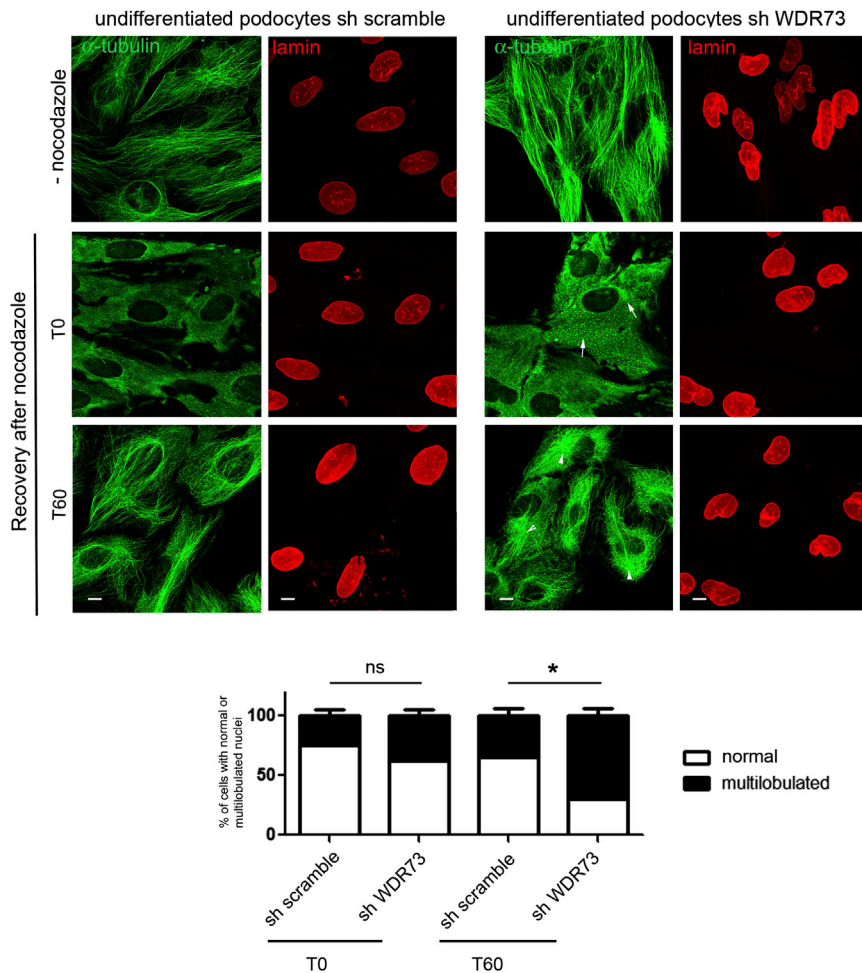 undifferentiated podocytes sh scramble
undifferentiated podocytes sh WDR73
α-tubulin
lamin
α-tubulin
lamin
- nocodazole
Recovery after nocodazole
T0
T60
ns
*
% of cells with normal or
multilobulated nuclei
100
50
0
normal
multilobulated
sh scramble
sh WDR73
sh scramble
sh WDR73
T0
T60